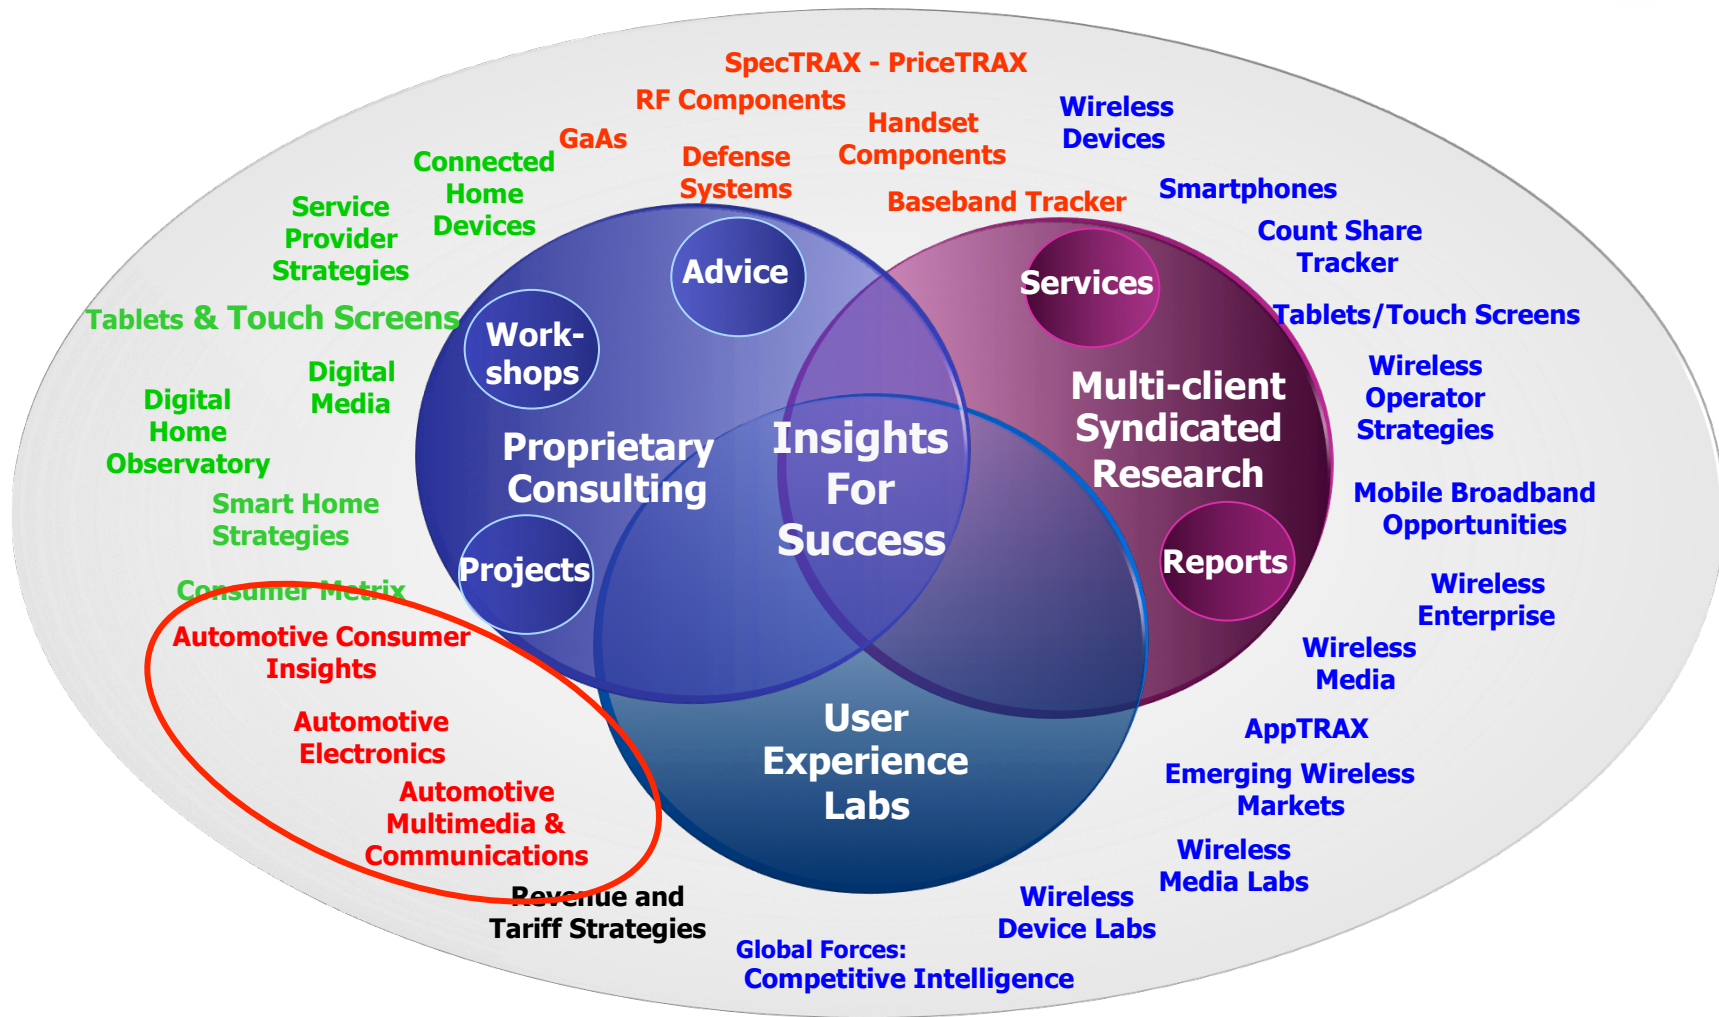 SpecTRAX - PriceTRAX
RF Components
GaAs
Defense
Systems
Handset
Components
Baseband Tracker
Wireless
Devices
Smartphones
Count Share
Tracker
Tablets/Touch Screens
Wireless
Operator
Strategies
Mobile Broadband
Opportunities
Wireless
Enterprise
Wireless
Media
AppTRAX
Emerging Wireless
Markets
Wireless
Media Labs
Wireless
Device Labs
Global Forces:
Competitive Intelligence
Revenue and
Tariff Strategies
Connected
Home
Devices
Service
Provider
Strategies
Tablets & Touch Screens
Digital
Media
Digital
Home
Observatory
Smart Home
Strategies
Consumer Metrix
Automotive Consumer
Insights
Automotive
Electronics
Automotive
Multimedia &
Communications
Advice
Work-
shops
Proprietary
Consulting
Projects
Insights
For
Success
Services
Multi-client
Syndicated
Research
Reports
User
Experience
Labs